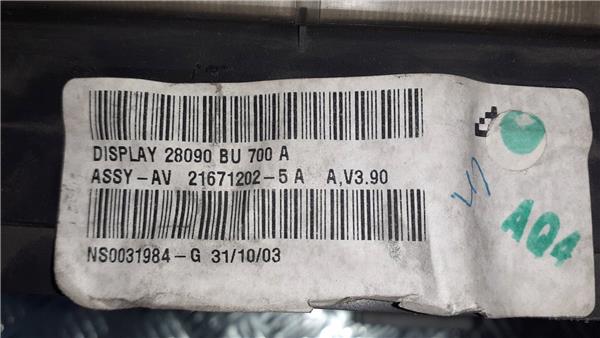 DISPLAY 28090 BU 700 A
ASSY-AV 21671202-5 A A,V3.90
NS0031984-G 31/10/03
AQ4